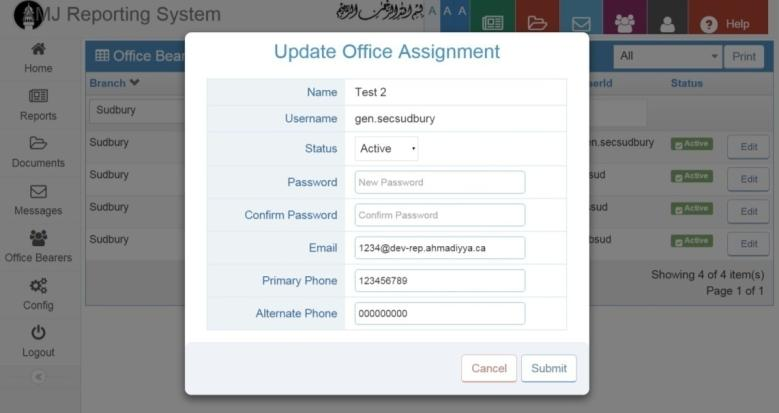 MJ Reporting System
A A A
Help
Home
Office Bear
All
Print
Branch
serId
Status
Reports
Sudbury
Documents
Sudbury
n.secsudbury
Active
Edit
Sudbury
sud
Active
Edit
Messages
Sudbury
sud
Active
Edit
Office Bearers
Sudbury
sud
Active
Edit
Showing 4 of 4 item(s)
Page 1 of 1
Config
Logout
Update Office Assignment
Name Test 2
Username gen.secsudbury
Status Active
Password New Password
Confirm Password Confirm Password
Email 1234@dev-rep.ahmadiyya.ca
Primary Phone 123456789
Alternate Phone 000000000
Cancel Submit